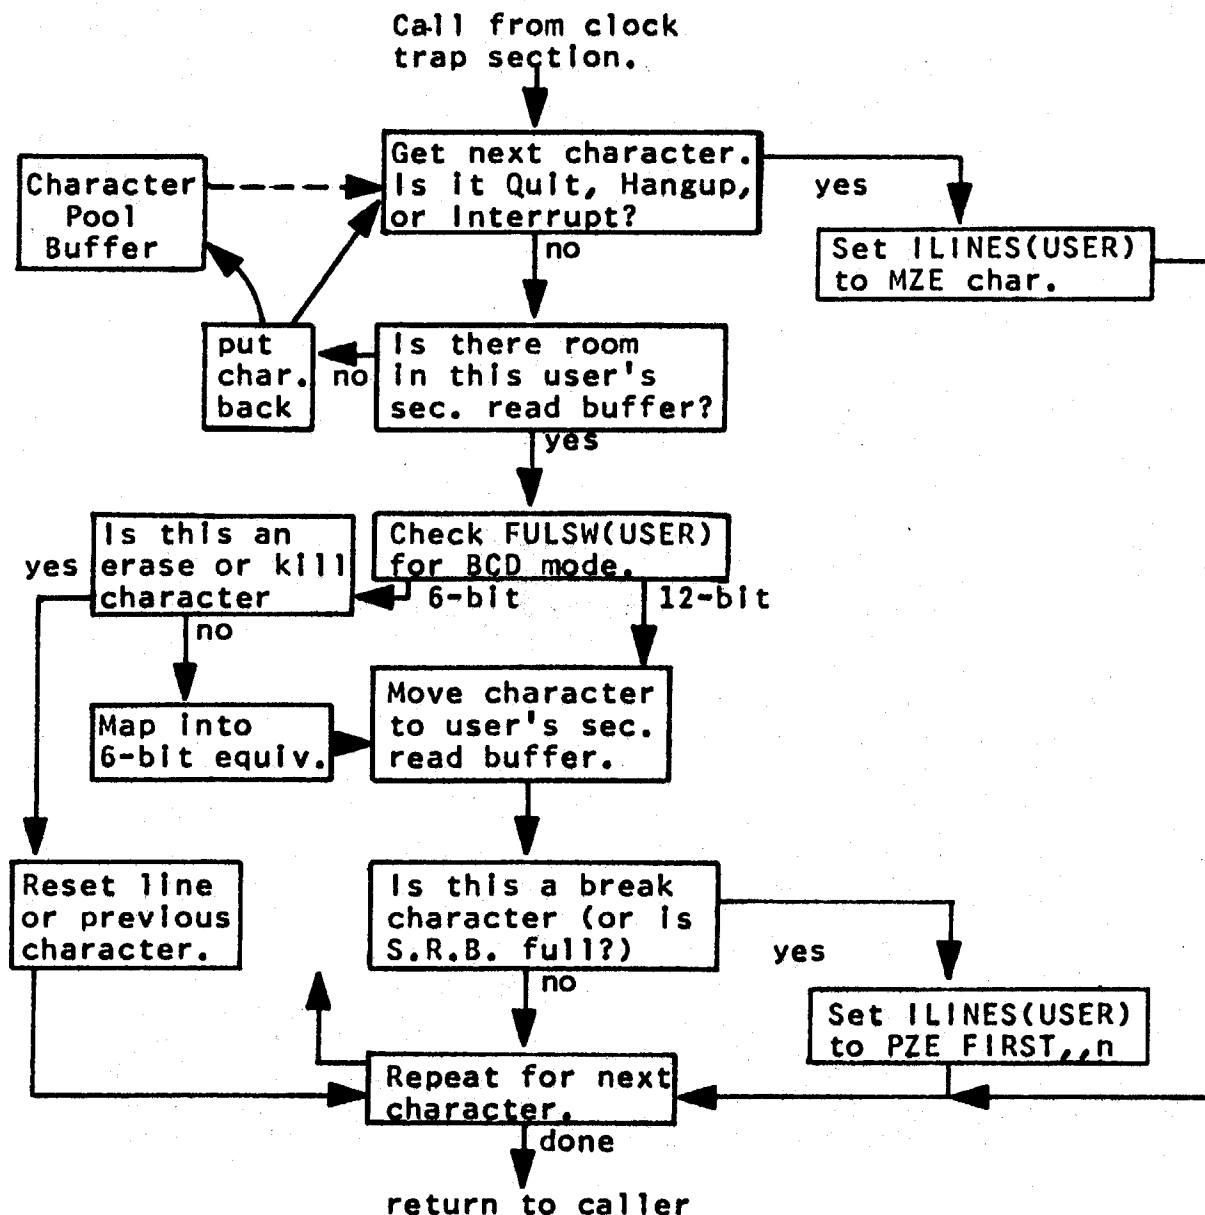 Call from clock
trap section.
Get next character.
Is it Quit, Hangup,
or Interrupt?
yes
no
Character
Pool
Buffer
Set ILINES(USER)
to MZE char.
put
char.
back
no
Is there room
in this user's
sec. read buffer?
yes
Is this an
erase or kill
character
yes
no
Check FULSW(USER)
for BCD mode.
6-bit
12-bit
Map into
6-bit equiv.
Move character
to user's sec.
read buffer.
Reset line
or previous
character.
Is this a break
character (or is
S.R.B. full?)
yes
no
Set ILINES(USER)
to PZE FIRST,,n
Repeat for next
character.
done
return to caller